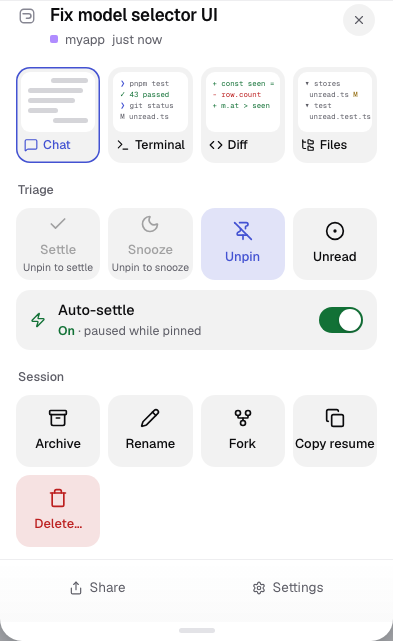 Fix model selector UI
myapp just now
❯ pnpm test
✓ 43 passed
❯ git status
M unread.ts
+ const seen =
- row.count
+ m.at > seen
▾ stores
unread.ts M
▾ test
unread.test.ts
Chat
Terminal
Diff
Files
Triage
Settle
Unpin to settle
Snooze
Unpin to snooze
Unpin
Unread
Auto-settle
On · paused while pinned
Session
Archive
Rename
Fork
Copy resume
Delete...
Share
Settings